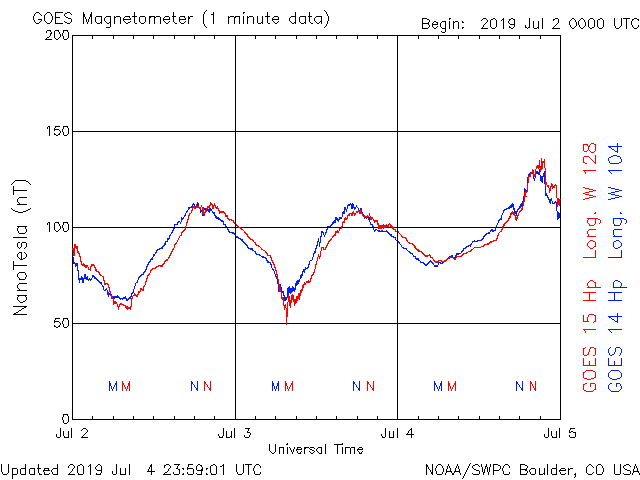 GOES Magnetometer (1 minute data)
Begin: 2019 Jul 2 0000 UTC
200
150
100
50
0
NanoTesla (nT)
M M N N M M N N M M N N
Jul 2 Jul 3 Jul 4 Jul 5
Universal Time
GOES 15 Hp Long. W 128
GOES 14 Hp Long. W 104
Updated 2019 Jul 4 23:59:01 UTC
NOAA/SWPC Boulder, CO USA